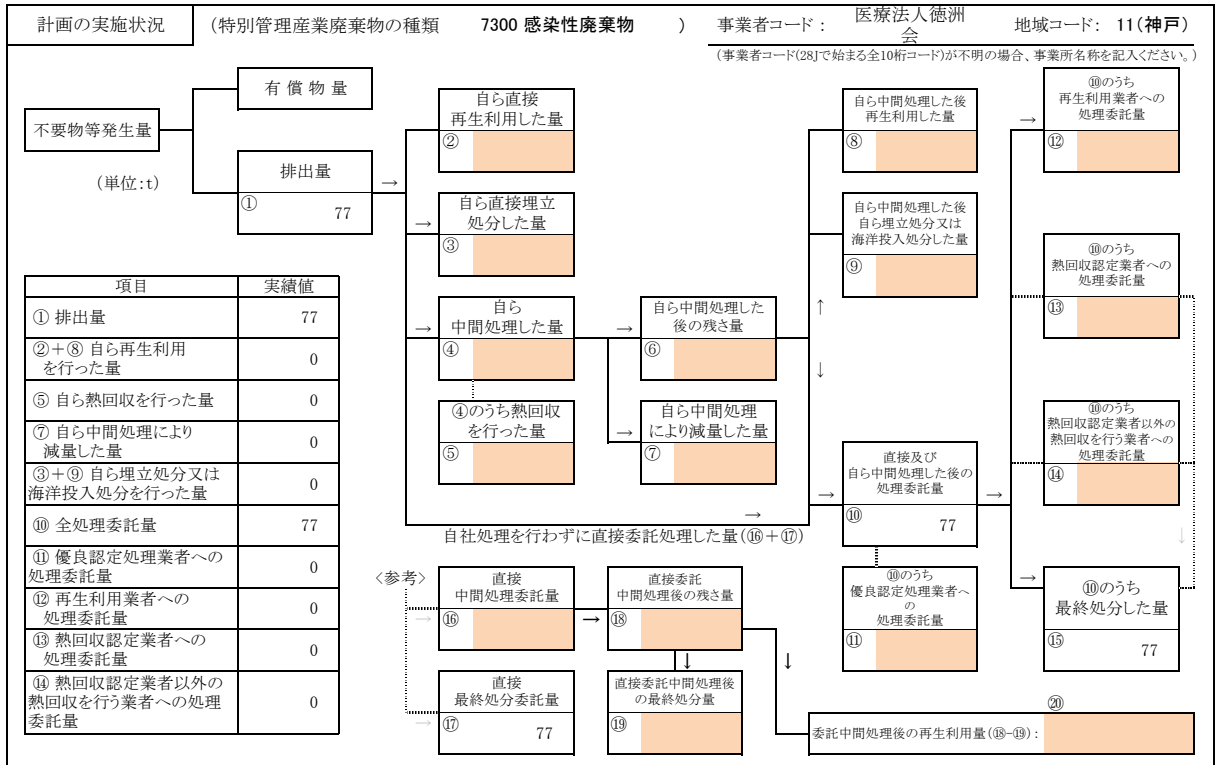 計画の実施状況
(特別管理産業廃棄物の種類 7300 感染性廃棄物 )
事業者コード: 医療法人徳洲
会
地域コード: 11(神戸)
(事業者コード(28Jで始まる全10桁コード)が不明の場合、事業所名称を記入ください。)
不要物等発生量
(単位:t)
有 償 物 量
排出量
→
① 77
自ら直接
再生利用した量
②
→
自ら直接埋立
処分した量
③
→
自ら
中間処理した量
④
④のうち熱回収
を行った量
⑤
→
自ら中間処理した
後の残さ量
⑥
→
自ら中間処理
により減量した量
⑦
自ら中間処理した後
再生利用した量
⑧
自ら中間処理した後
自ら埋立処分又は
海洋投入処分した量
⑨
↑
↓
→
直接及び
自ら中間処理した後の
処理委託量
⑩ 77
→
⑩のうち
優良認定処理業者へ
の
処理委託量
⑪
→
⑩のうち
再生利用業者への
処理委託量
⑫
⑩のうち
熱回収認定業者への
処理委託量
⑬
⑩のうち
熱回収認定業者以外の
熱回収を行う業者への
処理委託量
⑭
↓
→
⑩のうち
最終処分した量
⑮ 77
→
自社処理を行わずに直接委託処理した量(⑯+⑰)
<参考>
→
直接
中間処理委託量
⑯
→
直接委託
中間処理後の残さ量
⑱
→
直接
最終処分委託量
⑰ 77
↓
直接委託中間処理後
の最終処分量
⑲
↓
⑳
委託中間処理後の再生利用量(⑱-⑲):
項目 実績値
① 排出量 77
②+⑧ 自ら再生利用
を行った量 0
⑤ 自ら熱回収を行った量 0
⑦ 自ら中間処理により
減量した量 0
③+⑨ 自ら埋立処分又は
海洋投入処分を行った量 0
⑩ 全処理委託量 77
⑪ 優良認定処理業者への
処理委託量 0
⑫ 再生利用業者への
処理委託量 0
⑬ 熱回収認定業者への
処理委託量 0
⑭ 熱回収認定業者以外の
熱回収を行う業者への処理
委託量 0